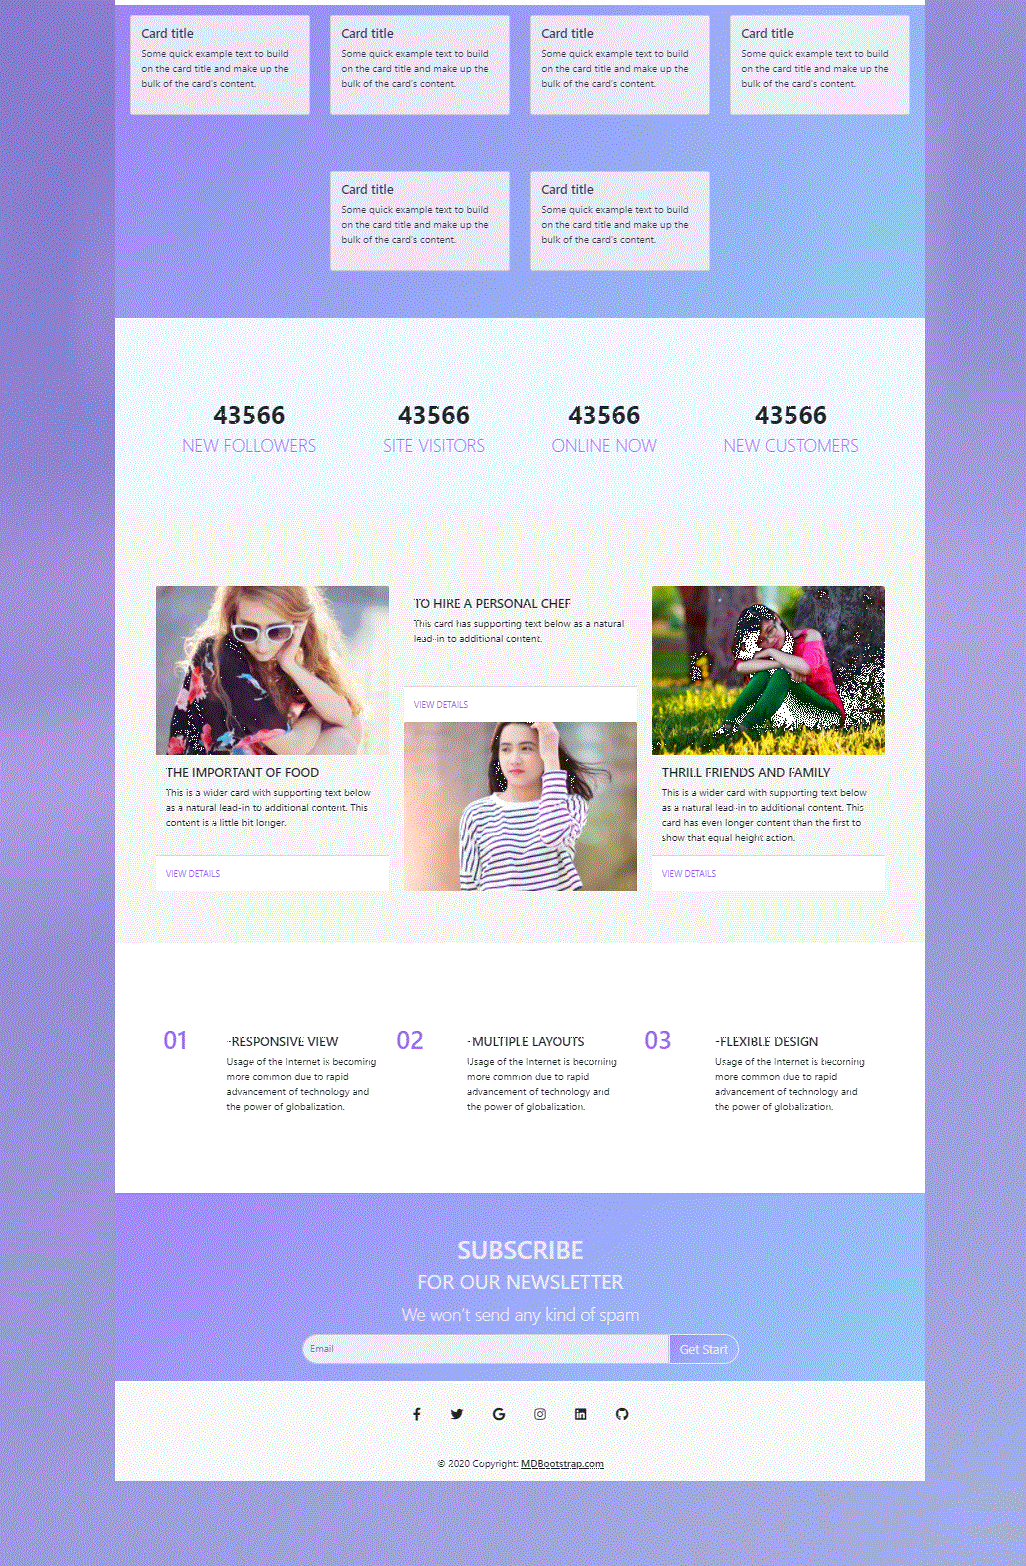 Card title
Some quick example text to build
on the card title and make up the
bulk of the card's content.
Card title
Some quick example text to build
on the card title and make up the
bulk of the card's content.
Card title
Some quick example text to build
on the card title and make up the
bulk of the card's content.
Card title
Some quick example text to build
on the card title and make up the
bulk of the card's content.
Card title
Some quick example text to build
on the card title and make up the
bulk of the card's content.
Card title
Some quick example text to build
on the card title and make up the
bulk of the card's content.
43566
NEW FOLLOWERS
43566
SITE VISITORS
43566
ONLINE NOW
43566
NEW CUSTOMERS
THE IMPORTANT OF FOOD
This is a wider card with supporting text below
as a natural lead-in to additional content. This
content is a little bit longer.
VIEW DETAILS
TO HIRE A PERSONAL CHEF
This card has supporting text below as a natural
lead-in to additional content.
VIEW DETAILS
THRILL FRIENDS AND FAMILY
This is a wider card with supporting text below
as a natural lead-in to additional content. This
card has even longer content than the first to
show that equal height action.
VIEW DETAILS
01
-RESPONSIVE VIEW
Usage of the Internet is becoming
more common due to rapid
advancement of technology and
the power of globalization.
02
-MULTIPLE LAYOUTS
Usage of the Internet is becoming
more common due to rapid
advancement of technology and
the power of globalization.
03
-FLEXIBLE DESIGN
Usage of the Internet is becoming
more common due to rapid
advancement of technology and
the power of globalization.
SUBSCRIBE
FOR OUR NEWSLETTER
We won't send any kind of spam
Email
Get Start
© 2020 Copyright: MDBootstrap.com